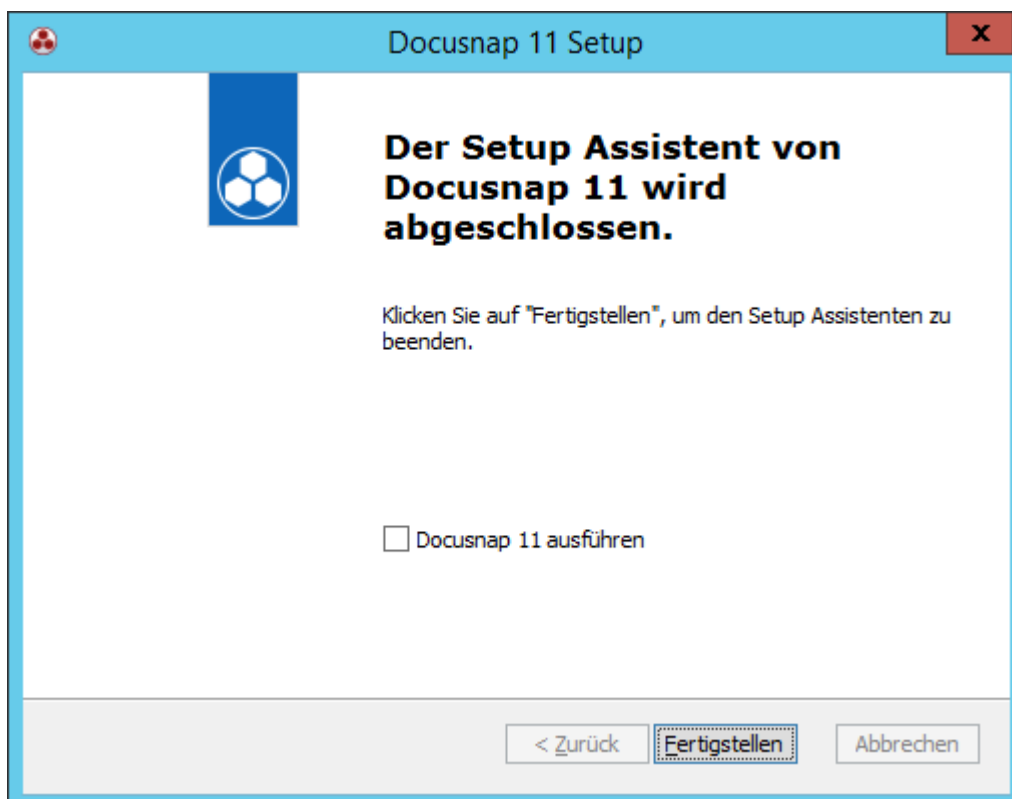 Docusnap 11 Setup
x
Der Setup Assistent von
Docusnap 11 wird
abgeschlossen.
Klicken Sie auf "Fertigstellen", um den Setup Assistenten zu
beenden.
Docusnap 11 ausführen
< Zurück Fertigstellen Abbrechen